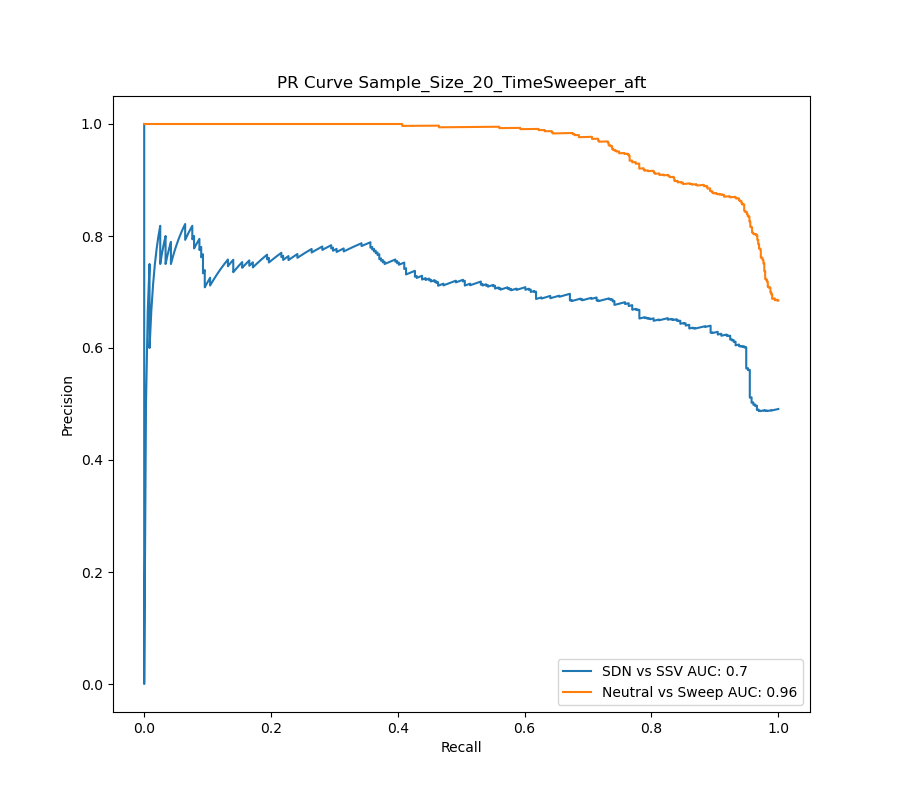 PR Curve Sample_Size_20_TimeSweeper_aft
1.0
0.8
0.6
0.4
0.2
0.0
Precision
0.0 0.2 0.4 0.6 0.8 1.0
Recall
SDN vs SSV AUC: 0.7
Neutral vs Sweep AUC: 0.96